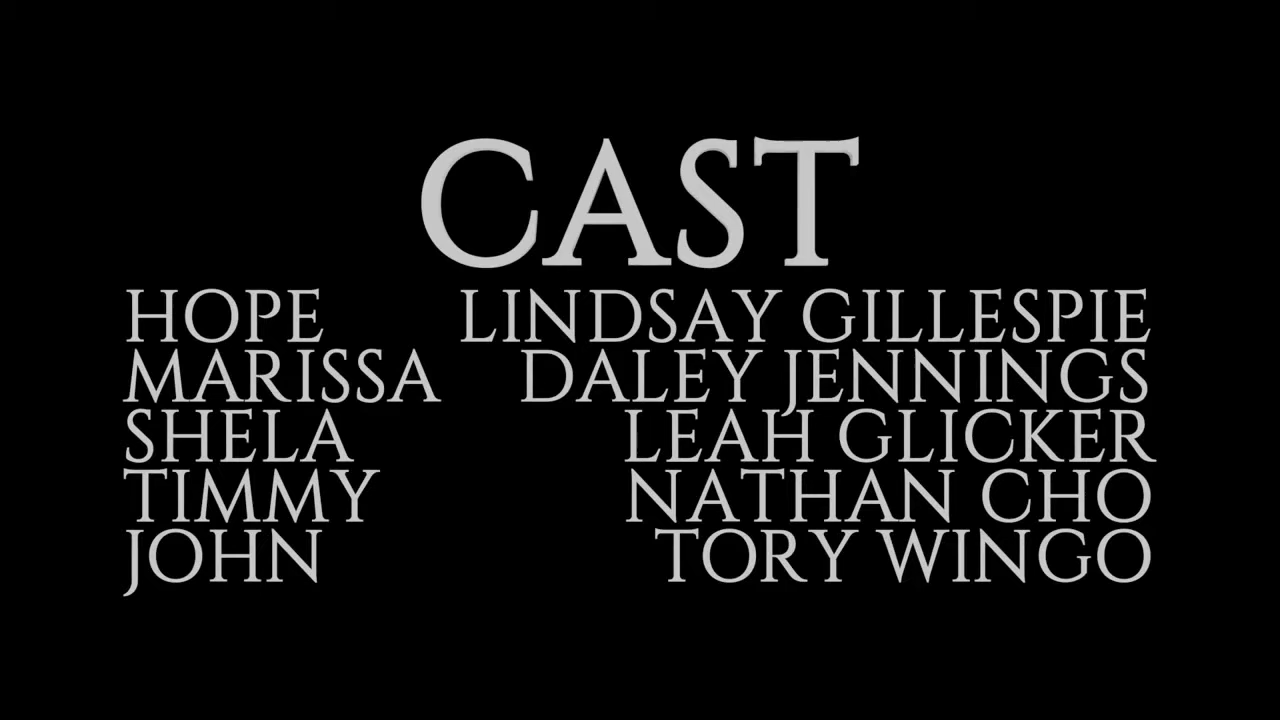 CAST
HOPE LINDSAY GILLESPIE
MARISSA DALEY JENNINGS
SHELA LEAH GLICKER
TIMMY NATHAN CHO
JOHN TORY WINGO